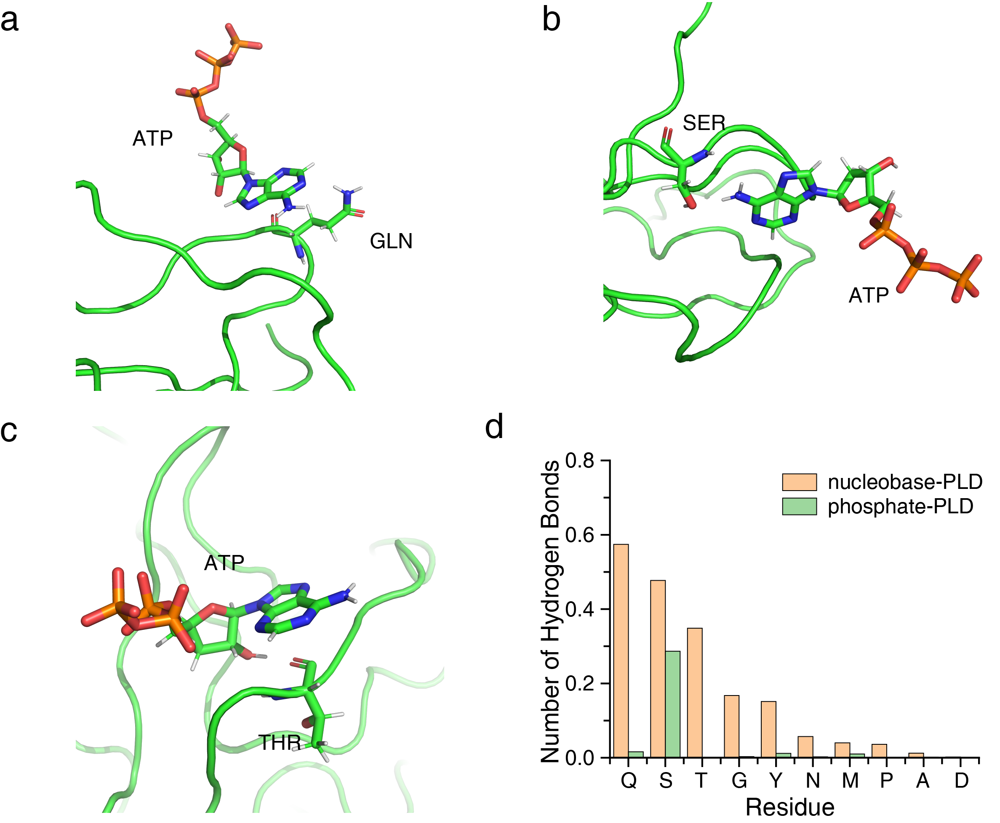 a
ATP
GLN
b
SER
ATP
c
ATP
THR
d
Number of Hydrogen Bonds
0.8
0.6
0.4
0.2
0.0
nucleobase-PLD
phosphate-PLD
Q S T G Y N M P A D
Residue